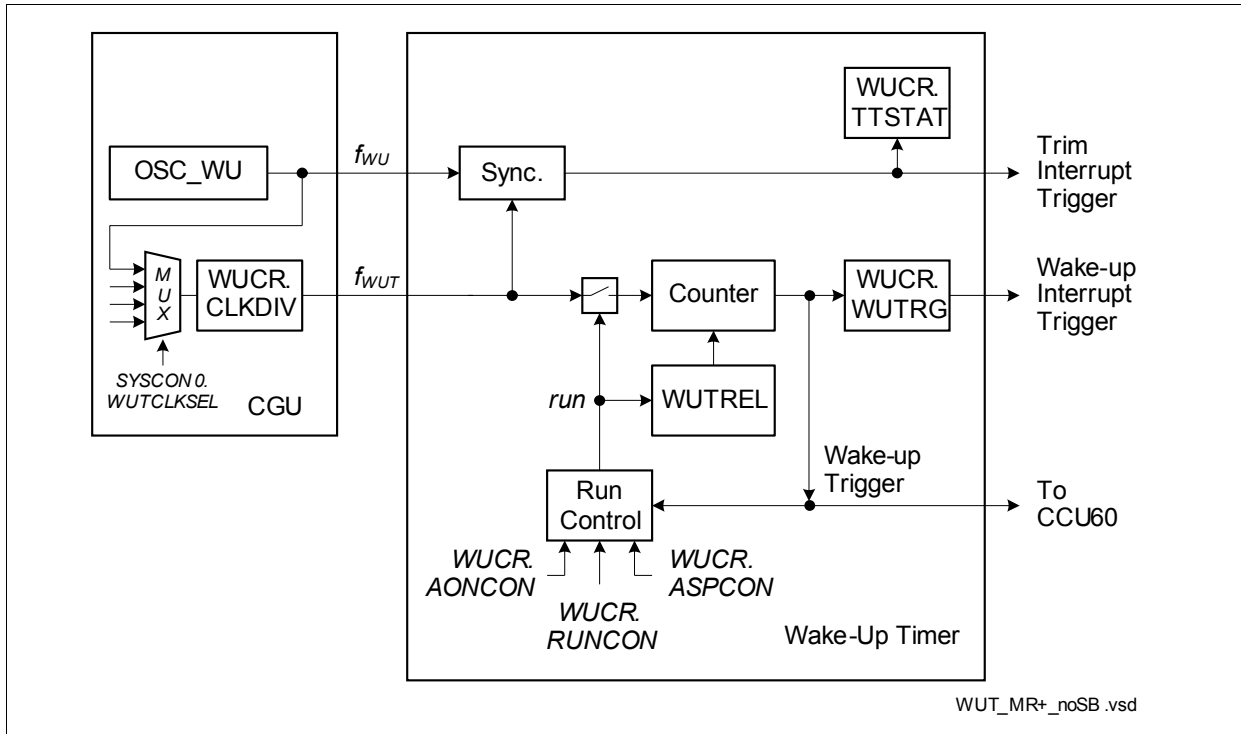 WUCR.
TTSTAT
OSC_WU
fWU
Sync.
Trim
Interrupt
Trigger
M
U
X
WUCR.
CLKDIV
fWUT
Counter
WUCR.
WUTRG
Wake-up
Interrupt
Trigger
SYSCON0.
WUTCLKSEL
CGU
run
WUTREL
Run
Control
Wake-up
Trigger
To
CCU60
WUCR.
AONCON
WUCR.
RUNCON
WUCR.
ASPCON
Wake-Up Timer
WUT_MR+_noSB .vsd